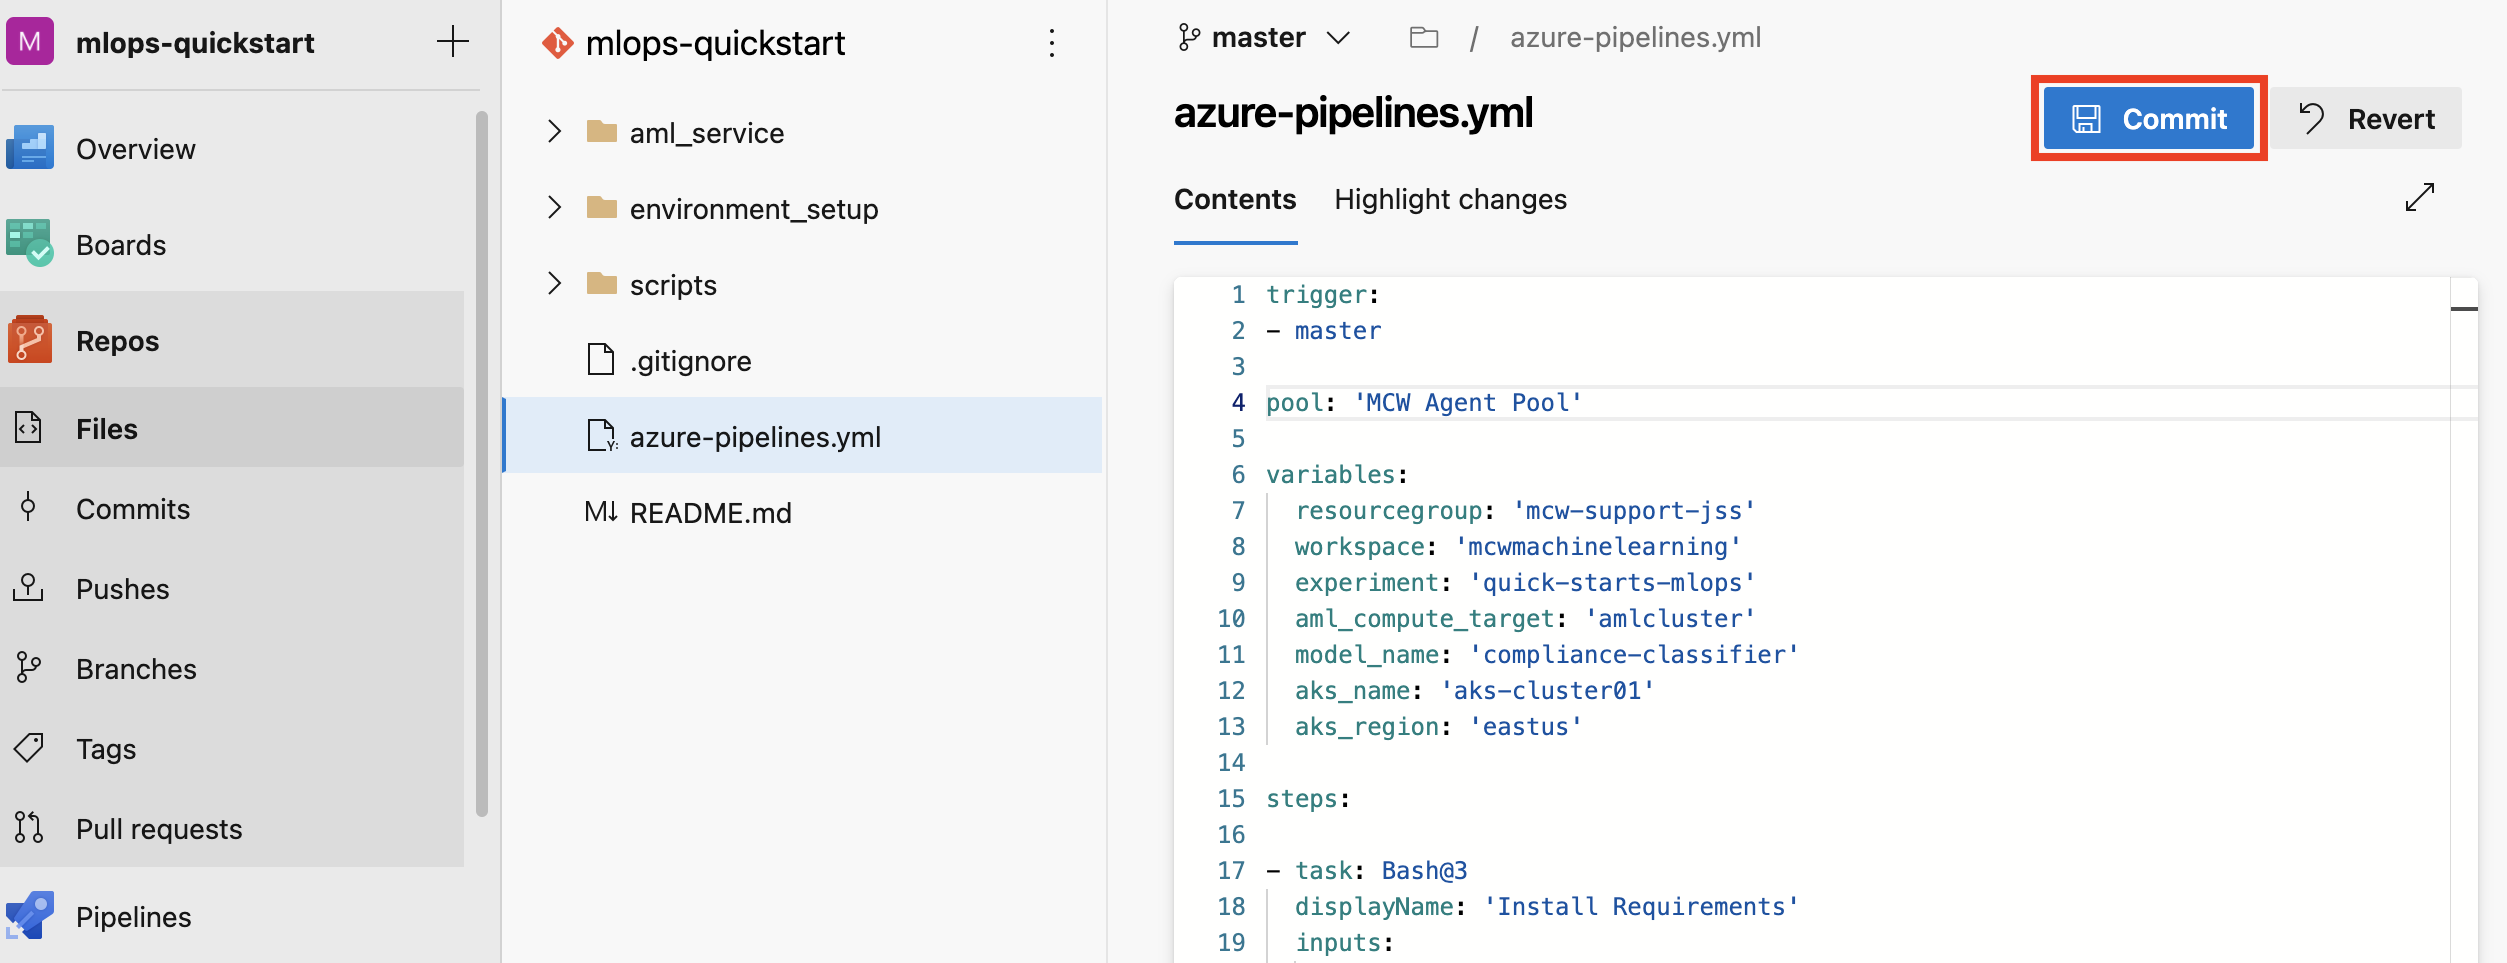 M mlops-quickstart
Overview
Boards
Repos
Files
Commits
Pushes
Branches
Tags
Pull requests
Pipelines
mlops-quickstart
aml_service
environment_setup
scripts
.gitignore
azure-pipelines.yml
README.md
master / azure-pipelines.yml
azure-pipelines.yml
Commit Revert
Contents Highlight changes
1 trigger:
2 - master
3
4 pool: 'MCW Agent Pool'
5
6 variables:
7 resourcegroup: 'mcw-support-jss'
8 workspace: 'mcwmachinelearning'
9 experiment: 'quick-starts-mlops'
10 aml_compute_target: 'amlcluster'
11 model_name: 'compliance-classifier'
12 aks_name: 'aks-cluster01'
13 aks_region: 'eastus'
14
15 steps:
16
17 - task: Bash@3
18 displayName: 'Install Requirements'
19 inputs: